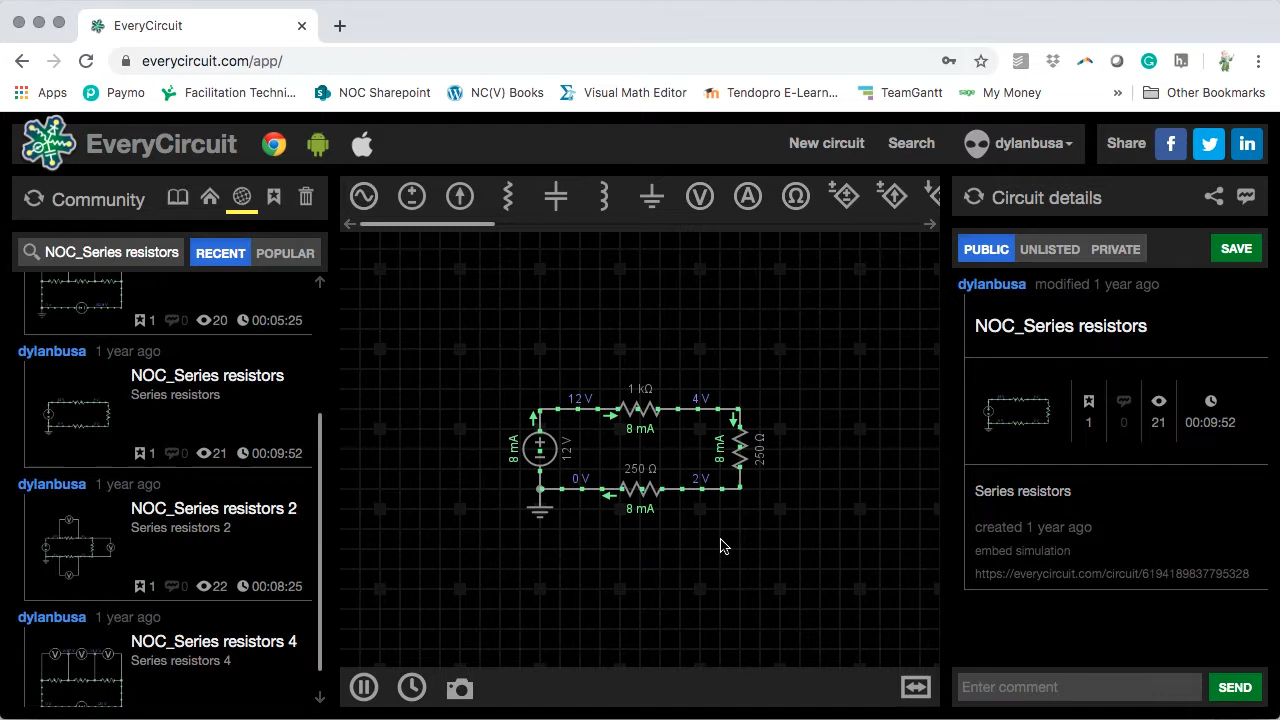 EveryCircuit
everycircuit.com/app/
Apps
Paymo
Facilitation Techni...
NOC Sharepoint
NC(V) Books
Visual Math Editor
Tendopro E-Learn...
TeamGantt
My Money
»
Other Bookmarks
EveryCircuit
New circuit
Search
dylanbusa
Share
Community
Circuit details
NOC_Series resistors
RECENT
POPULAR
PUBLIC
UNLISTED
PRIVATE
SAVE
1
0
20
00:05:25
dylanbusa 1 year ago
NOC_Series resistors
Series resistors
1
0
21
00:09:52
dylanbusa 1 year ago
NOC_Series resistors 2
Series resistors 2
1
0
22
00:08:25
dylanbusa 1 year ago
NOC_Series resistors 4
Series resistors 4
1 kΩ
12 V
4 V
8 mA
8 mA
12 V
8 mA
250 Ω
250 Ω
0 V
2 V
8 mA
dylanbusa modified 1 year ago
NOC_Series resistors
1
0
21
00:09:52
Series resistors
created 1 year ago
embed simulation
https://everycircuit.com/circuit/6194189837795328
Enter comment
SEND